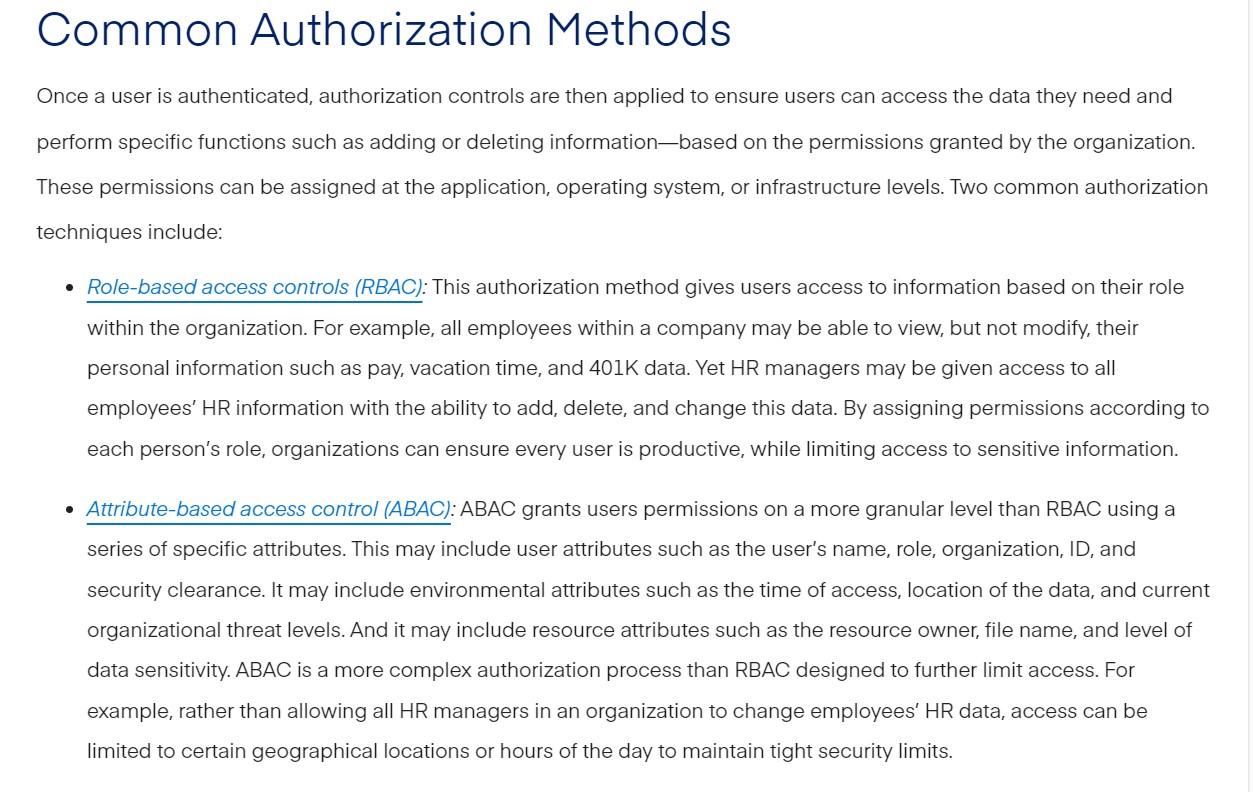 Common Authorization Methods
Once a user is authenticated, authorization controls are then applied to ensure users can access the data they need and
perform specific functions such as adding or deleting information—based on the permissions granted by the organization.
These permissions can be assigned at the application, operating system, or infrastructure levels. Two common authorization
techniques include:
• Role-based access controls (RBAC): This authorization method gives users access to information based on their role
within the organization. For example, all employees within a company may be able to view, but not modify, their
personal information such as pay, vacation time, and 401K data. Yet HR managers may be given access to all
employees’ HR information with the ability to add, delete, and change this data. By assigning permissions according to
each person’s role, organizations can ensure every user is productive, while limiting access to sensitive information.
• Attribute-based access control (ABAC): ABAC grants users permissions on a more granular level than RBAC using a
series of specific attributes. This may include user attributes such as the user’s name, role, organization, ID, and
security clearance. It may include environmental attributes such as the time of access, location of the data, and current
organizational threat levels. And it may include resource attributes such as the resource owner, file name, and level of
data sensitivity. ABAC is a more complex authorization process than RBAC designed to further limit access. For
example, rather than allowing all HR managers in an organization to change employees’ HR data, access can be
limited to certain geographical locations or hours of the day to maintain tight security limits.